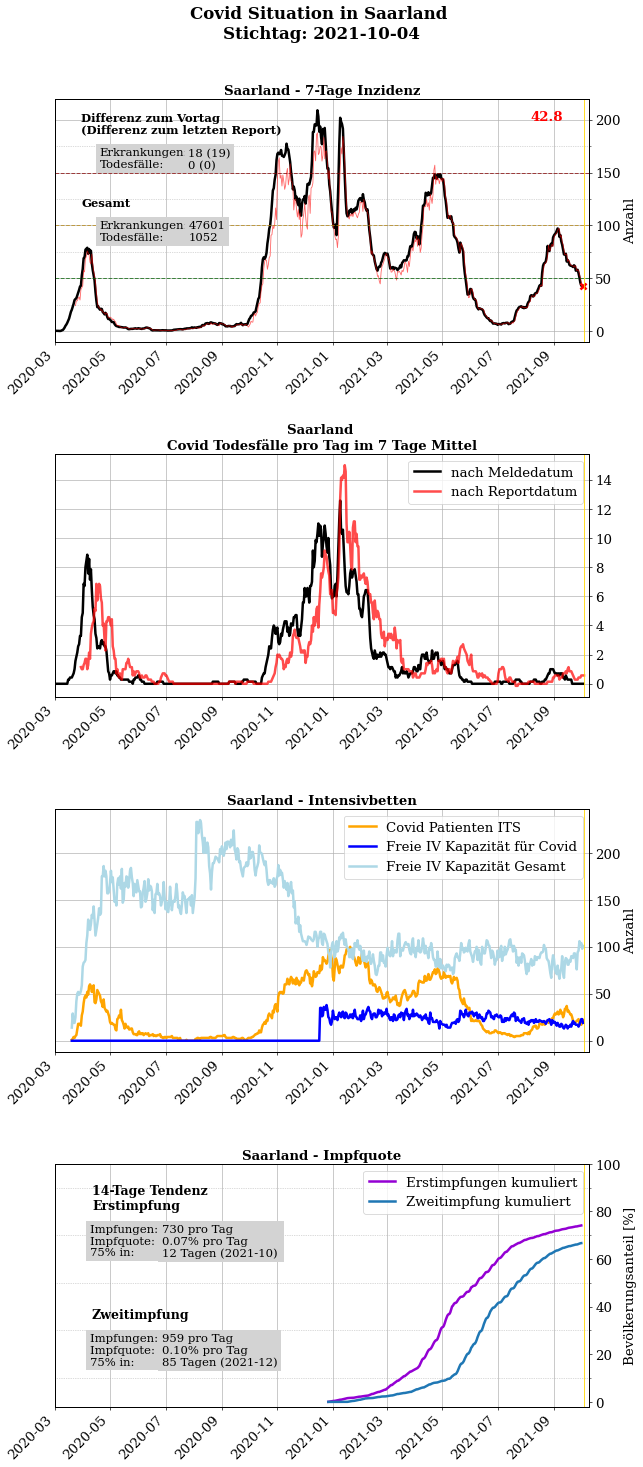 Covid Situation in Saarland
Stichtag: 2021-10-04
Saarland - 7-Tage Inzidenz
Differenz zum Vortag
(Differenz zum letzten Report)
Erkrankungen 18 (19)
Todesfälle: 0 (0)
Gesamt
Erkrankungen 47601
Todesfälle: 1052
42.8
200
150
100
50
0
Anzahl
2020-03 2020-05 2020-07 2020-09 2020-11 2021-01 2021-03 2021-05 2021-07 2021-09
Saarland
Covid Todesfälle pro Tag im 7 Tage Mittel
nach Meldedatum
nach Reportdatum
14
12
10
8
6
4
2
0
2020-03 2020-05 2020-07 2020-09 2020-11 2021-01 2021-03 2021-05 2021-07 2021-09
Saarland - Intensivbetten
Covid Patienten ITS
Freie IV Kapazität für Covid
Freie IV Kapazität Gesamt
200
150
100
50
0
Anzahl
2020-03 2020-05 2020-07 2020-09 2020-11 2021-01 2021-03 2021-05 2021-07 2021-09
Saarland - Impfquote
14-Tage Tendenz
Erstimpfung
Impfungen: 730 pro Tag
Impfquote: 0.07% pro Tag
75% in: 12 Tagen (2021-10)
Zweitimpfung
Impfungen: 959 pro Tag
Impfquote: 0.10% pro Tag
75% in: 85 Tagen (2021-12)
Erstimpfungen kumuliert
Zweitimpfung kumuliert
100
80
60
40
20
0
Bevölkerungsanteil [%]
2020-03 2020-05 2020-07 2020-09 2020-11 2021-01 2021-03 2021-05 2021-07 2021-09